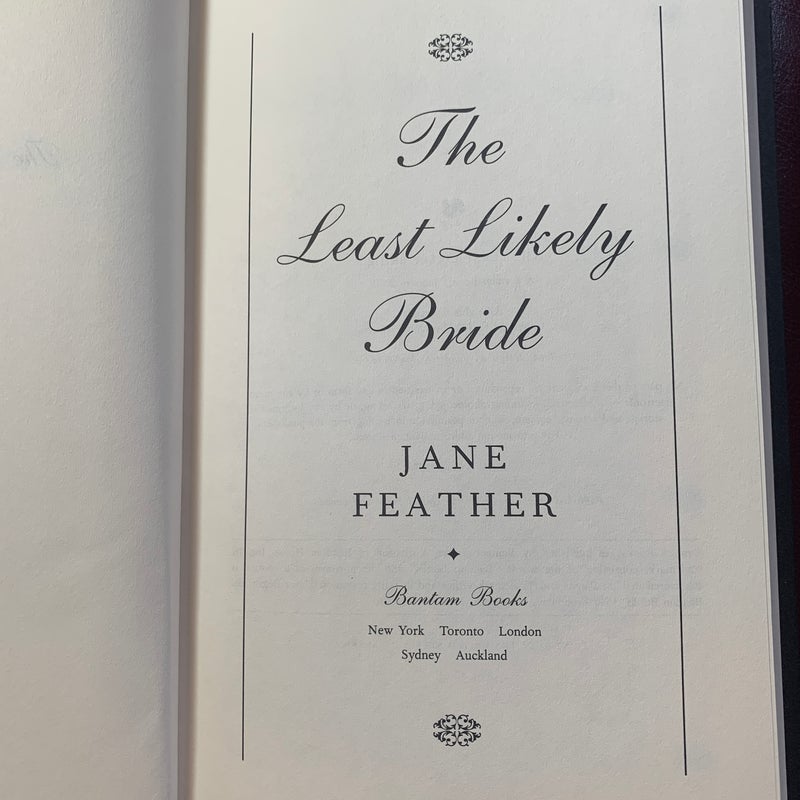 The
Least Likely
Bride
JANE
FEATHER
Bantam Books
New York Toronto London
Sydney Auckland